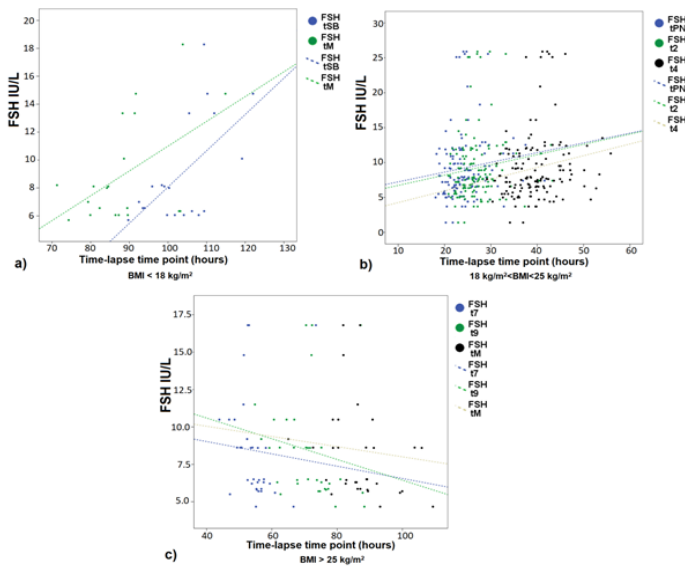 20
18
16
14
12
10
8
6
FSH IU/L
70 80 90 100 110 120 130
Time-lapse time point (hours)
BMI < 18 kg/m²
a)
FSH
tSB
FSH
tM
FSH
tSB
FSH
tM
30
25
20
15
10
5
0
FSH IU/L
10 20 30 40 50 60
Time-lapse time point (hours)
18 kg/m²<BMI<25 kg/m²
b)
FSH
tPN
FSH
t2
FSH
t4
FSH
tPN
FSH
t2
FSH
t4
17.5
15.0
12.5
10.0
7.5
5.0
FSH IU/L
40 60 80 100
Time-lapse time point (hours)
BMI > 25 kg/m²
c)
FSH
t7
FSH
t9
FSH
tM
FSH
t7
FSH
t9
FSH
tM